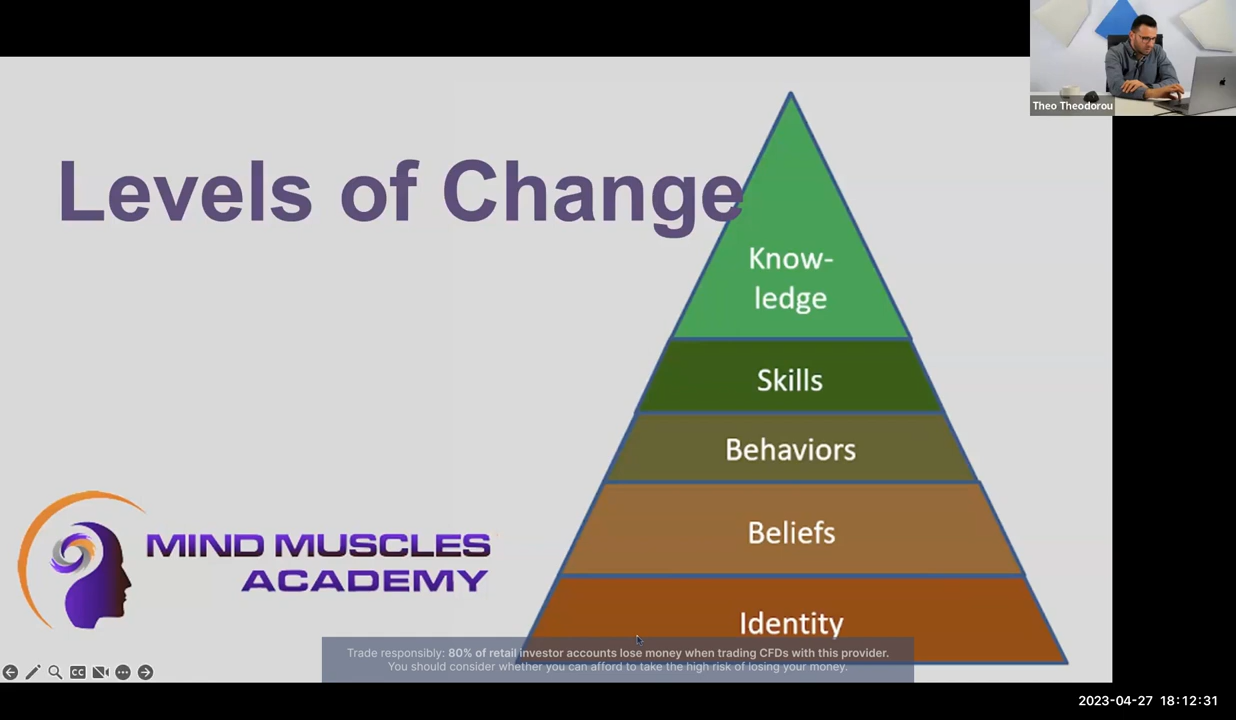 Theo Theodorou
Levels of Change
Know-
ledge
Skills
Behaviors
Beliefs
Identity
MIND MUSCLES
ACADEMY
Trade responsibly: 80% of retail investor accounts lose money when trading CFDs with this provider.
You should consider whether you can afford to take the high risk of losing your money.
CC
2023-04-27 18:12:31